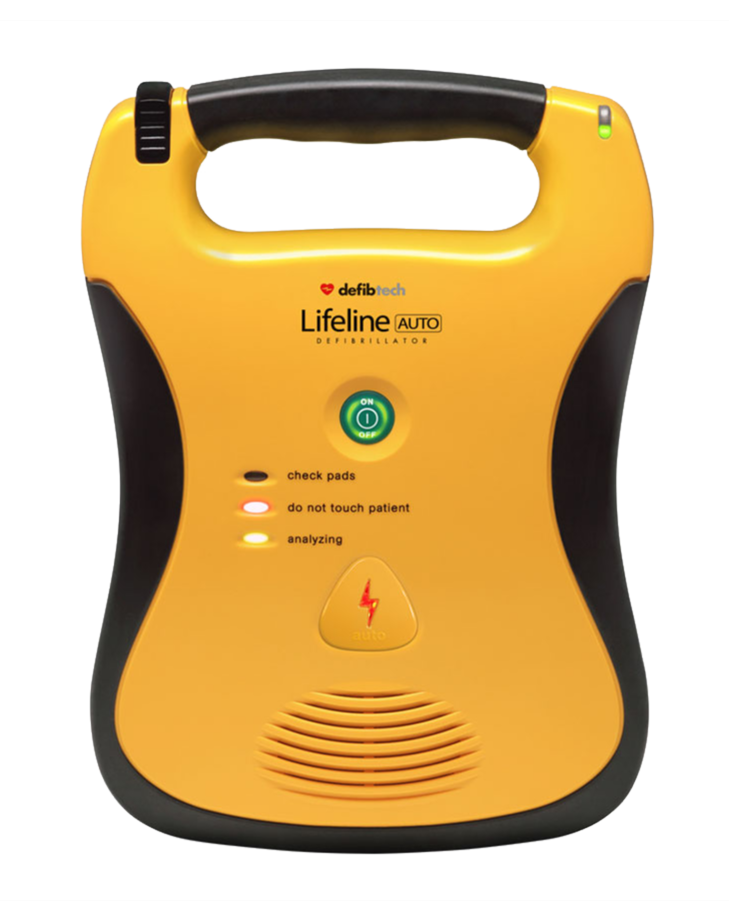 defibtech
Lifeline AUTO
DEFIBRILLATOR
ON
OFF
check pads
do not touch patient
analyzing
auto